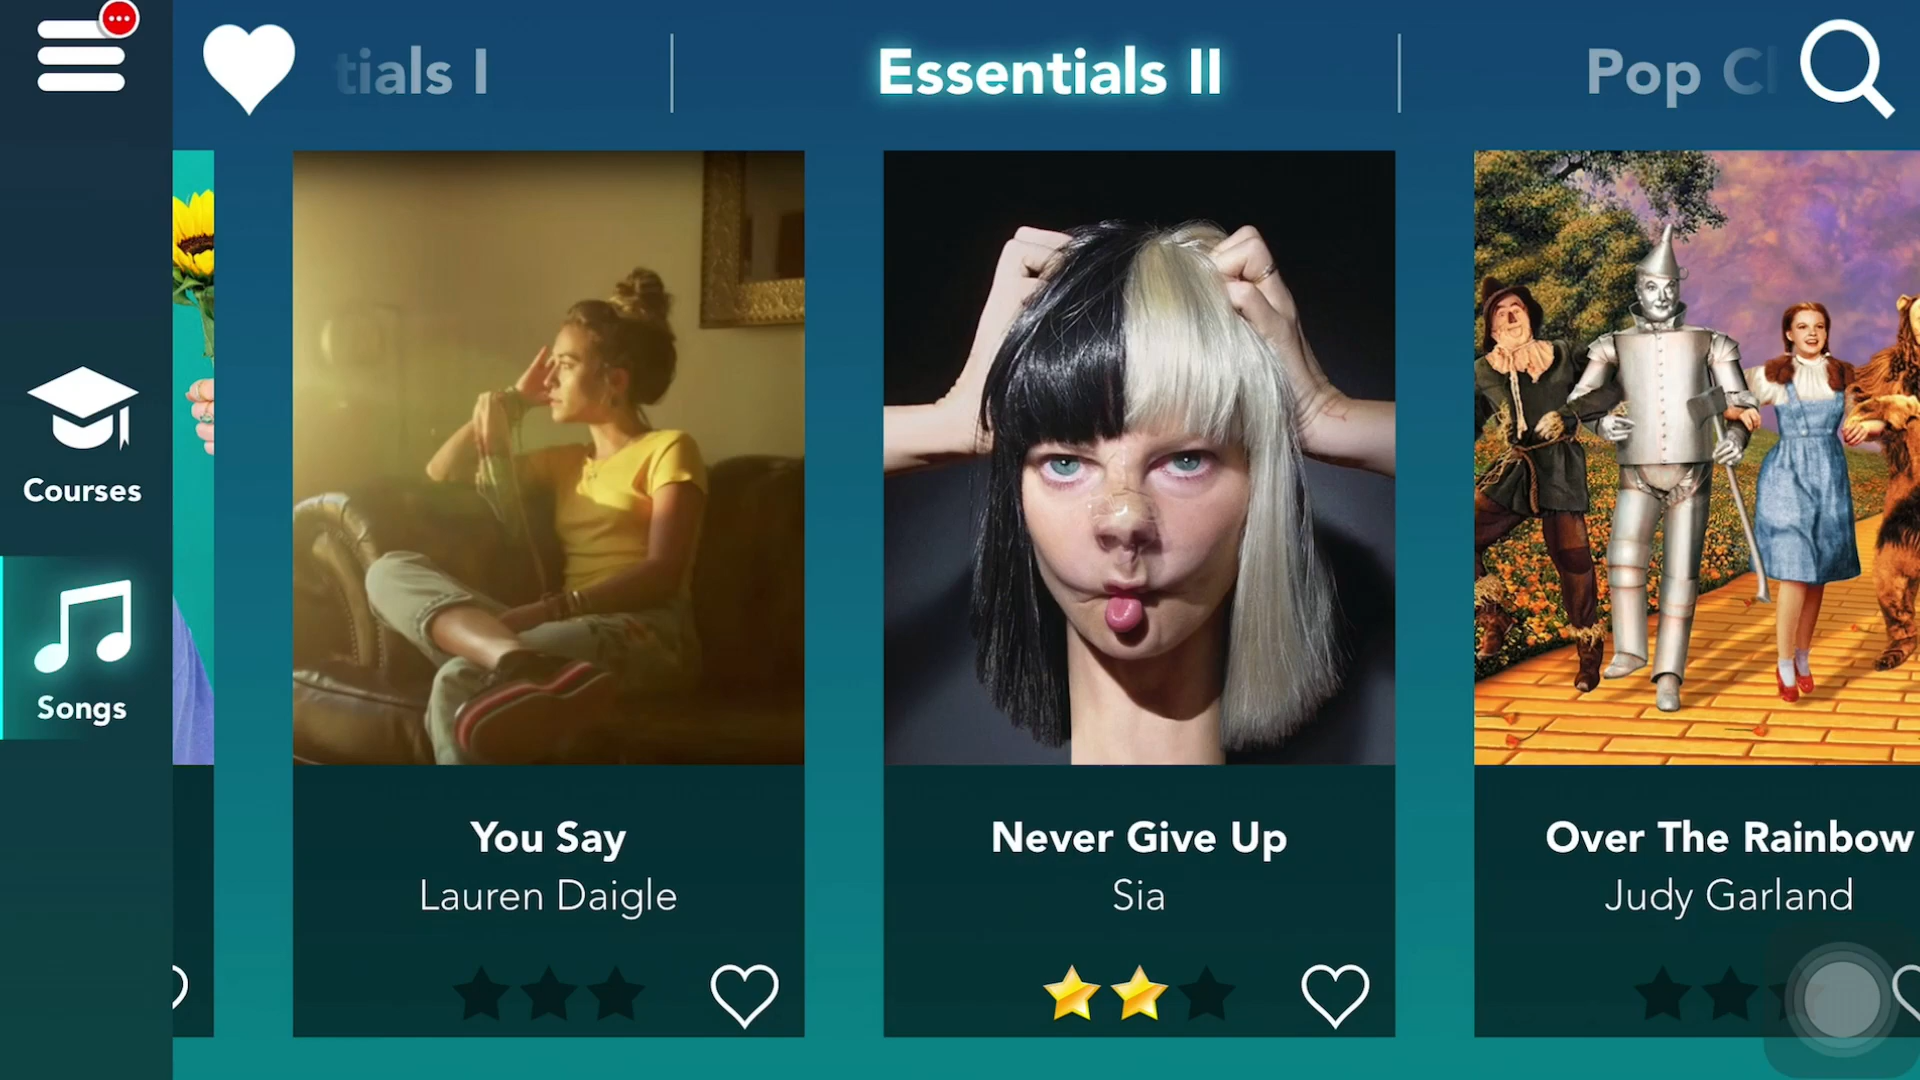 tials I
Essentials II
Pop
Courses
Songs
You Say
Lauren Daigle
Never Give Up
Sia
Over The Rainbow
Judy Garland